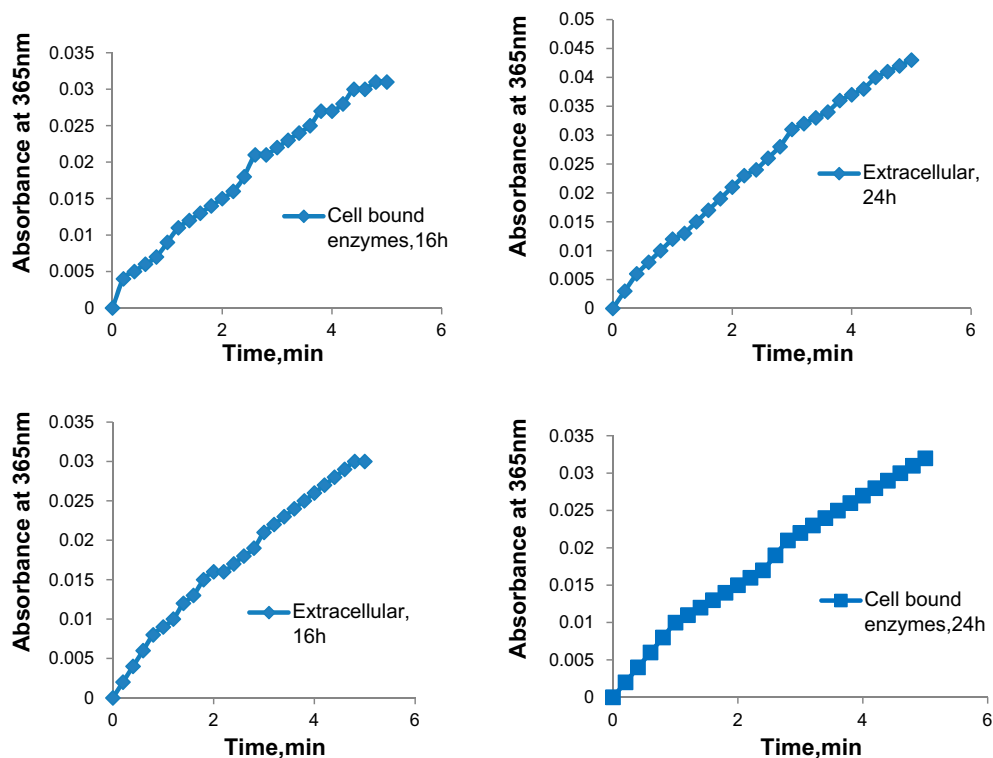 Absorbance at 365nm
0.035
0.03
0.025
0.02
0.015
0.01
0.005
0
0 2 4 6
Time,min
Cell bound
enzymes,16h
Absorbance at 365nm
0.05
0.045
0.04
0.035
0.03
0.025
0.02
0.015
0.01
0.005
0
0 2 4 6
Time,min
Extracellular,
24h
Absorbance at 365nm
0.035
0.03
0.025
0.02
0.015
0.01
0.005
0
0 2 4 6
Time,min
Extracellular,
16h
Absorbance at 365nm
0.035
0.03
0.025
0.02
0.015
0.01
0.005
0
0 2 4 6
Time,min
Cell bound
enzymes,24h